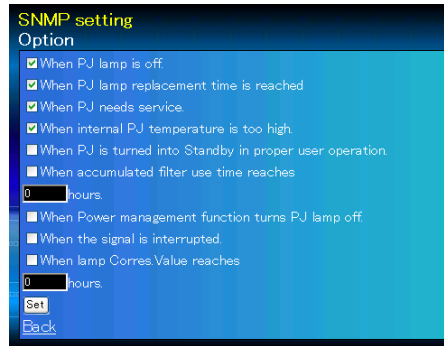 SNMP setting
Option
When PJ lamp is off.
When PJ lamp replacement time is reached
When PJ needs service.
When internal PJ temperature is too high.
When PJ is turned into Standby in proper user operation.
When accumulated filter use time reaches
0 hours.
When Power management function turns PJ lamp off.
When the signal is interrupted.
When lamp Corres.Value reaches
0 hours.
Set
Back